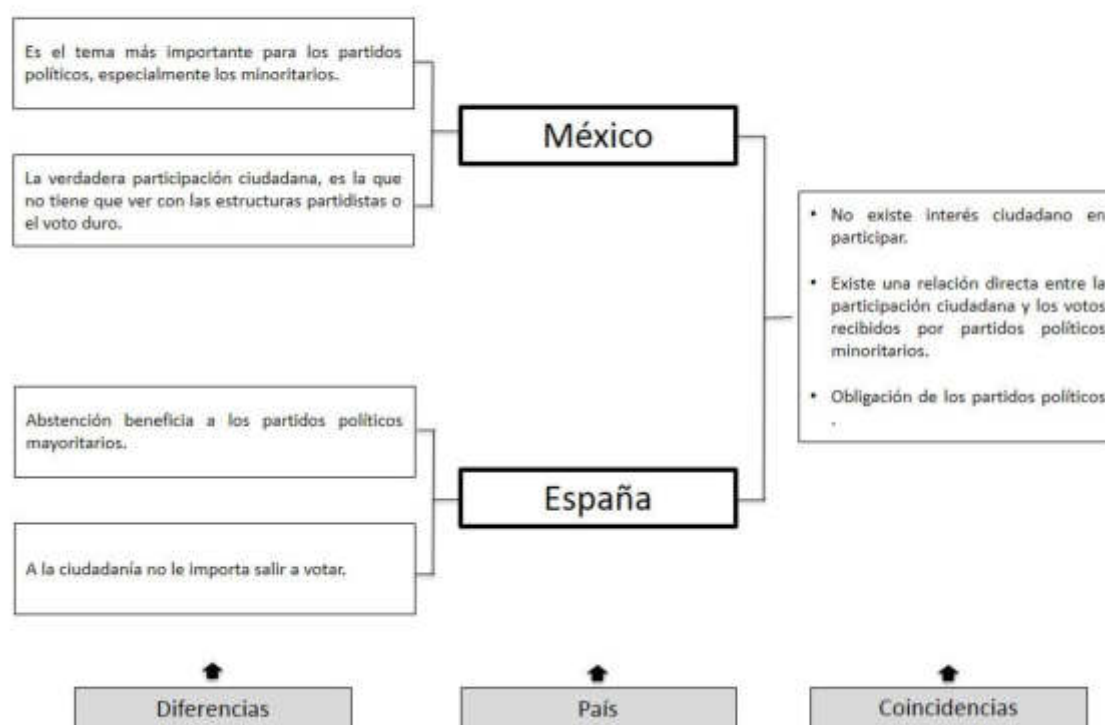 Es el tema más importante para los partidos
políticos, especialmente los minoritarios.
La verdadera participación ciudadana, es la que
no tiene que ver con las estructuras partidistas o
el voto duro.
México
Abstención beneficia a los partidos políticos
mayoritarios.
A la ciudadanía no le importa salir a votar.
España
• No existe interés ciudadano en
participar.
• Existe una relación directa entre la
participación ciudadana y los votos
recibidos por partidos políticos
minoritarios.
• Obligación de los partidos políticos
.
Diferencias
País
Coincidencias